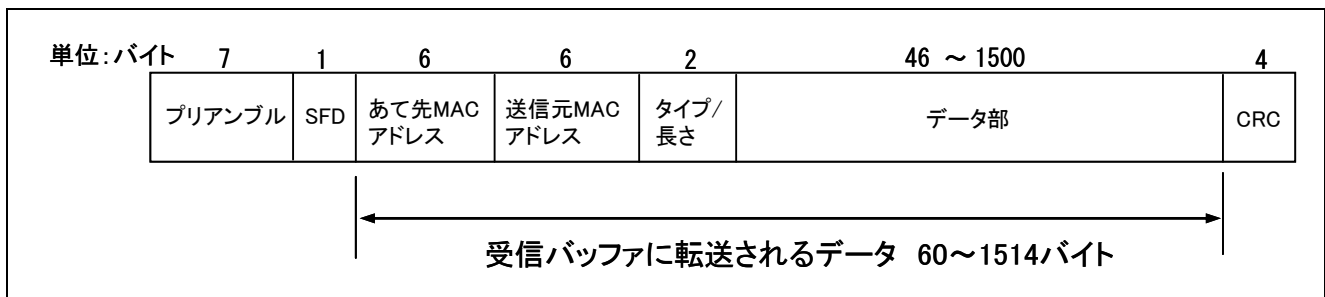 単位:バイト 7 1 6 6 2 46 ～ 1500 4
プリアンブル SFD あて先MAC アドレス 送信元MAC アドレス タイプ/ 長さ データ部 CRC
受信バッファに転送されるデータ 60～1514バイト